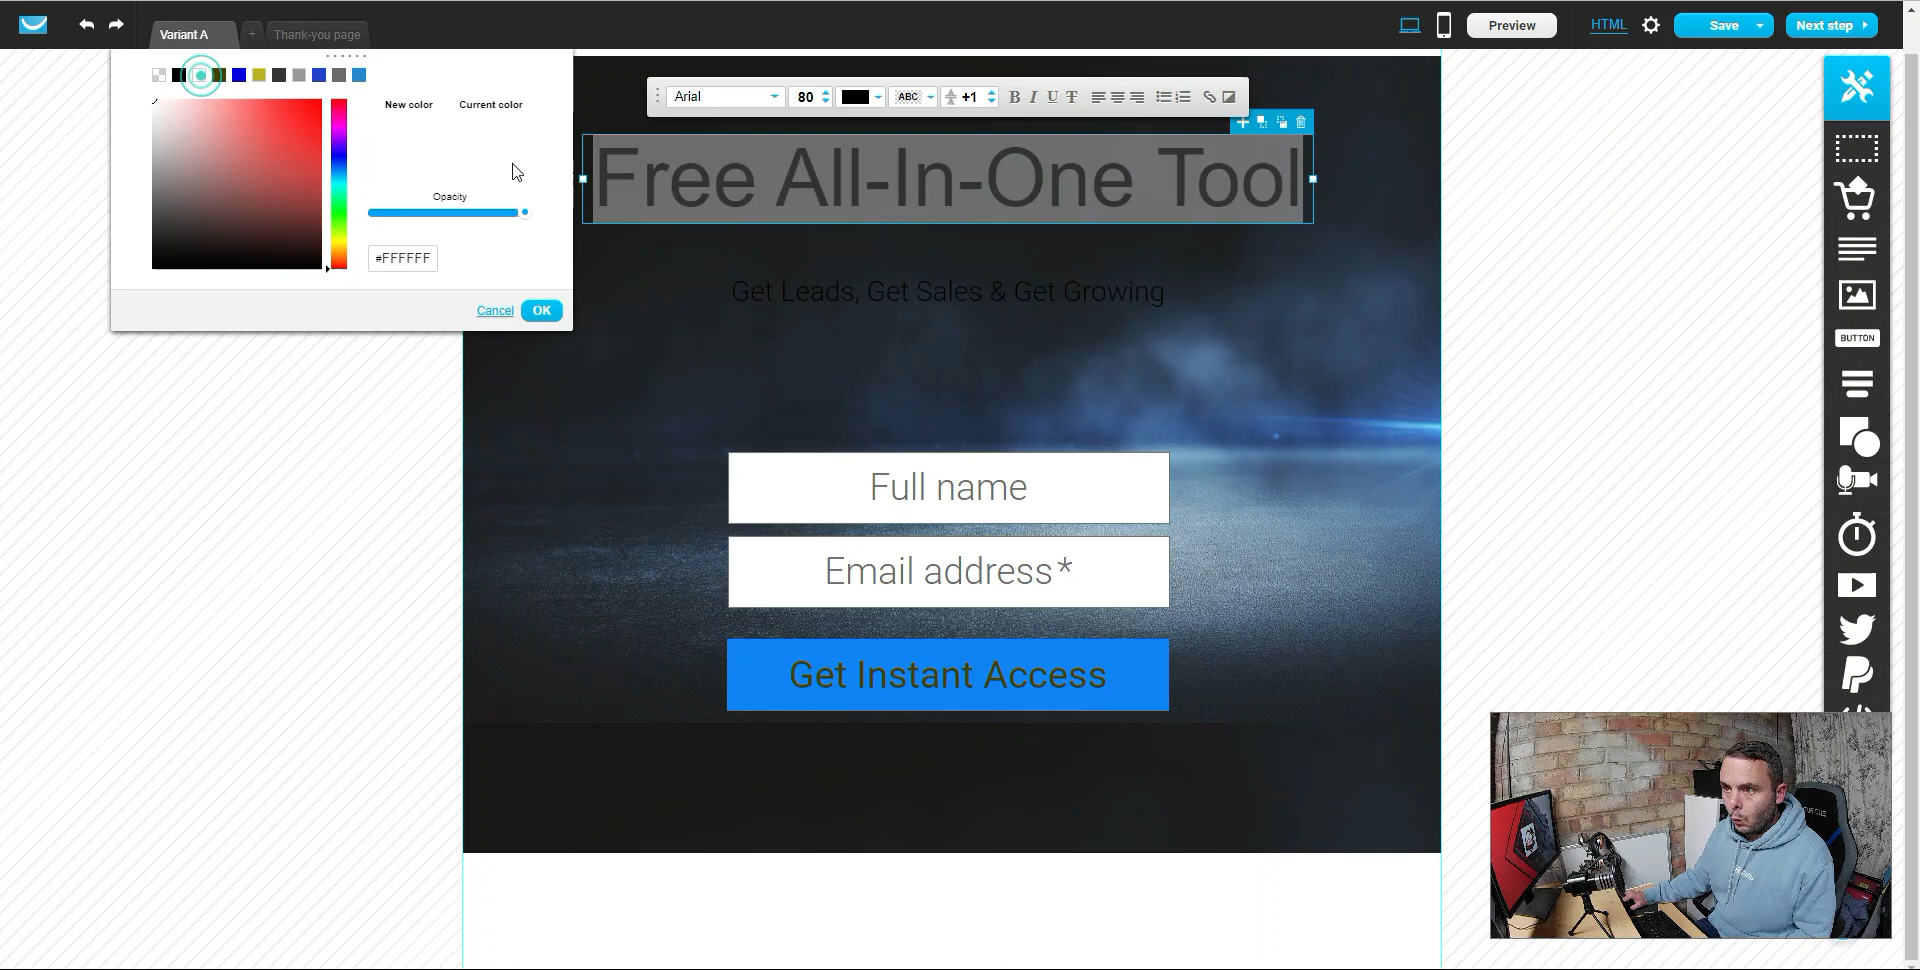 Variant A
+
Thank-you page
Preview
HTML
Save
Next step
New color
Current color
Opacity
#FFFFFF
Cancel
OK
Arial
80
ABC
+1
B I U T
Free All-In-One Tool
Get Leads, Get Sales & Get Growing
Full name
Email address*
Get Instant Access
BUTTON